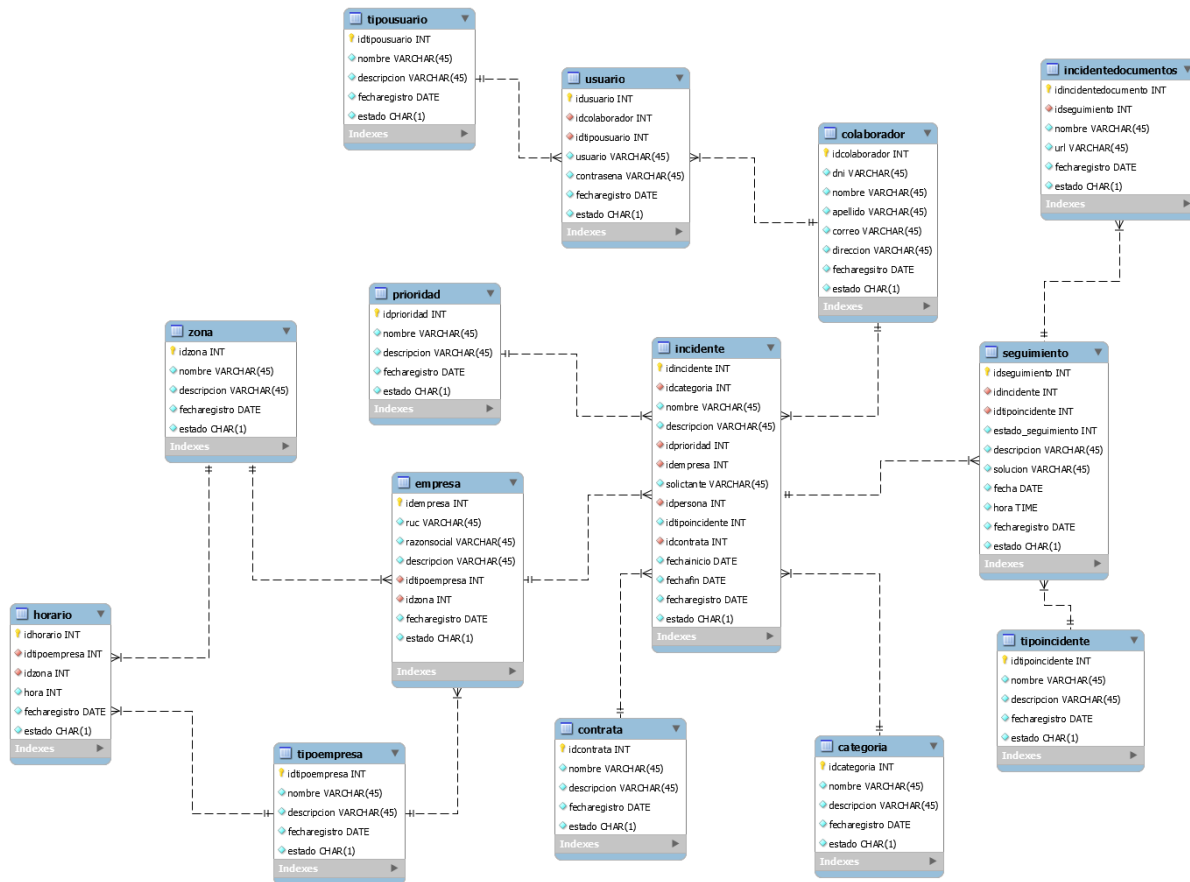 tipousuario
idtipousuario INT
nombre VARCHAR(45)
descripcion VARCHAR(45)
fecharegistro DATE
estado CHAR(1)
Indexes
usuario
idusuario INT
idcolaborador INT
idtipousuario INT
usuario VARCHAR(45)
contrasena VARCHAR(45)
fecharegistro DATE
estado CHAR(1)
Indexes
colaborador
idcolaborador INT
dni VARCHAR(45)
nombre VARCHAR(45)
apellido VARCHAR(45)
correo VARCHAR(45)
direccion VARCHAR(45)
fecharegsitro DATE
estado CHAR(1)
Indexes
incidentedocumentos
idincidentedocumento INT
idseguimiento INT
nombre VARCHAR(45)
url VARCHAR(45)
fecharegistro DATE
estado CHAR(1)
Indexes
prioridad
idprioridad INT
nombre VARCHAR(45)
descripcion VARCHAR(45)
fecharegistro DATE
estado CHAR(1)
Indexes
zona
idzona INT
nombre VARCHAR(45)
descripcion VARCHAR(45)
fecharegistro DATE
estado CHAR(1)
Indexes
incidente
idincidente INT
idcategoria INT
nombre VARCHAR(45)
descripcion VARCHAR(45)
idprioridad INT
idempresa INT
solictante VARCHAR(45)
idpersona INT
idtipoincidente INT
idcontrata INT
fechainicio DATE
fechafin DATE
fecharegistro DATE
estado CHAR(1)
Indexes
seguimiento
idseguimiento INT
idincidente INT
idtipoincidente INT
estado_seguimiento INT
descripcion VARCHAR(45)
solucion VARCHAR(45)
fecha DATE
hora TIME
fecharegistro DATE
estado CHAR(1)
Indexes
empresa
idempresa INT
ruc VARCHAR(45)
razonsocial VARCHAR(45)
descripcion VARCHAR(45)
idtipoempresa INT
idzona INT
fecharegistro DATE
estado CHAR(1)
Indexes
horario
idhorario INT
idtipoempresa INT
idzona INT
hora INT
fecharegistro DATE
estado CHAR(1)
Indexes
tipoempresa
idtipoempresa INT
nombre VARCHAR(45)
descripcion VARCHAR(45)
fecharegistro DATE
estado CHAR(1)
Indexes
contrata
idcontrata INT
nombre VARCHAR(45)
descripcion VARCHAR(45)
fecharegistro DATE
estado CHAR(1)
Indexes
categoria
idcategoria INT
nombre VARCHAR(45)
descripcion VARCHAR(45)
fecharegistro DATE
estado CHAR(1)
Indexes
tipoincidente
idtipoincidente INT
nombre VARCHAR(45)
descripcion VARCHAR(45)
fecharegistro DATE
estado CHAR(1)
Indexes